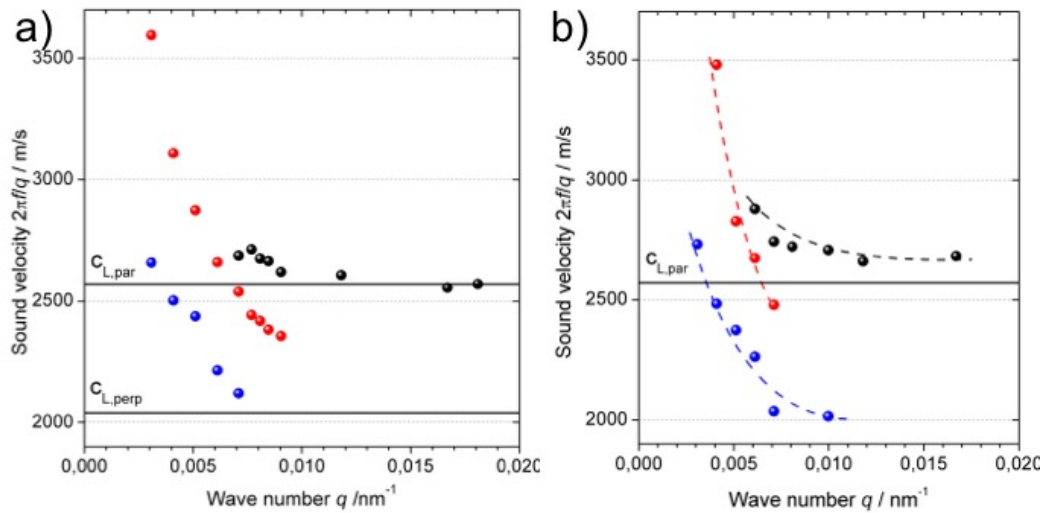 a)
Sound velocity 2πf/q / m/s
3500
3000
2500
2000
C_L,par
C_L,perp
0,000 0,005 0,010 0,015 0,020
Wave number q /nm⁻¹
b)
Sound velocity 2πf/q / m/s
3500
3000
2500
2000
C_L,par
0,000 0,005 0,010 0,015 0,020
Wave number q / nm⁻¹